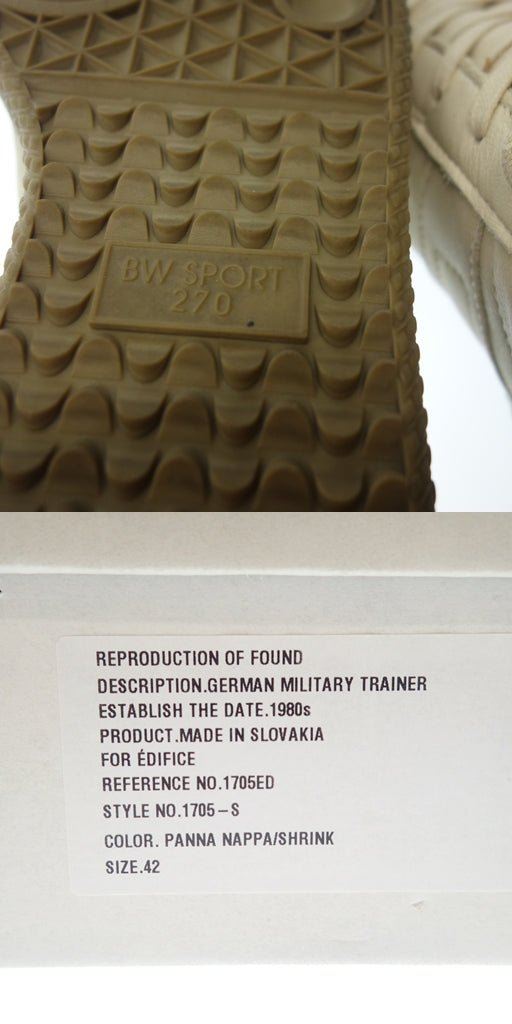 BW SPORT
270
REPRODUCTION OF FOUND
DESCRIPTION.GERMAN MILITARY TRAINER
ESTABLISH THE DATE.1980s
PRODUCT.MADE IN SLOVAKIA
FOR ÉDIFICE
REFERENCE NO.1705ED
STYLE NO.1705-S
COLOR. PANNA NAPPA/SHRINK
SIZE.42